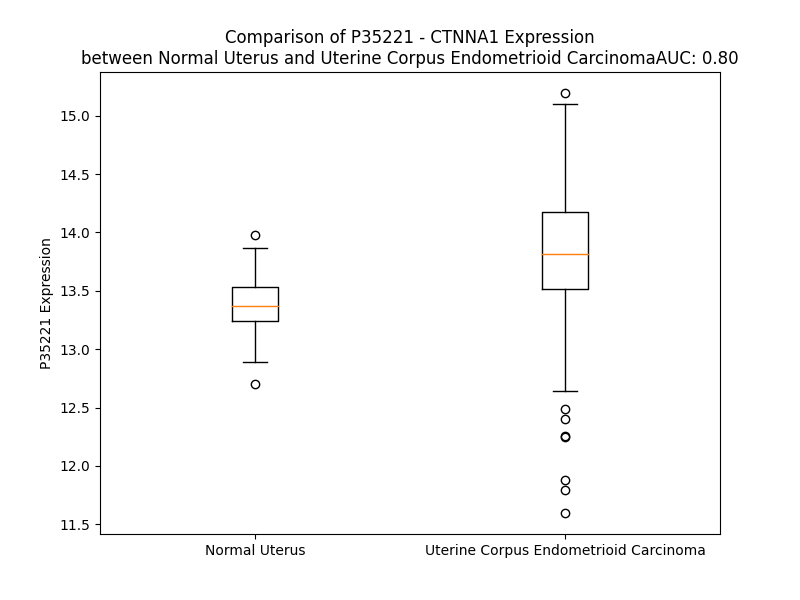 Comparison of P35221 - CTNNA1 Expression
between Normal Uterus and Uterine Corpus Endometrioid CarcinomaAUC: 0.80
P35221 Expression
15.0
14.5
14.0
13.5
13.0
12.5
12.0
11.5
Normal Uterus
Uterine Corpus Endometrioid Carcinoma